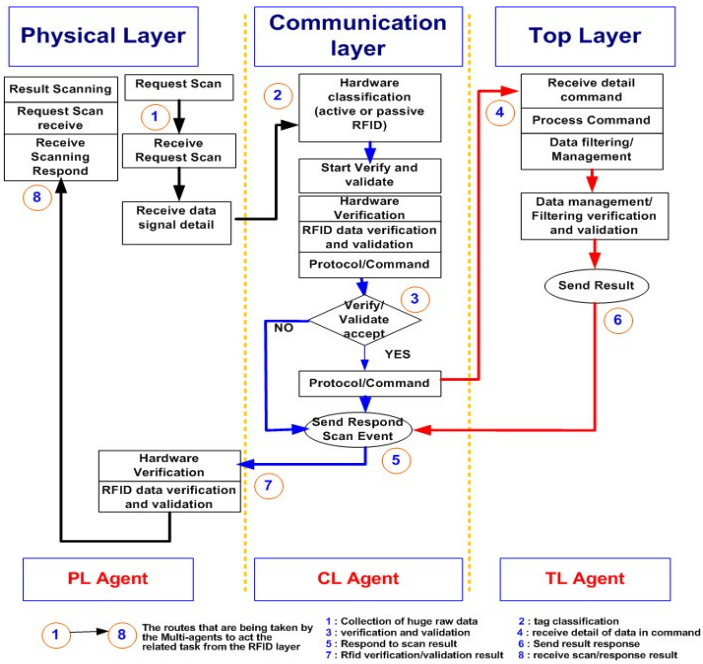 Physical Layer
Communication
layer
Top Layer
Result Scanning
Request Scan
receive
Receive
Scanning
Respond
8
Request Scan
1
Receive
Request Scan
Receive data
signal detail
2
Hardware
classification
(active or passive
RFID)
Start Verify and
validate
Hardware
Verification
RFID data verification
and validation
Protocol/Command
3
Verify/
Validate
accept
NO
YES
Protocol/Command
Send Respond
Scan Event
5
4
Receive detail
command
Process Command
Data filtering/
Management
Data management/
Filtering verification
and validation
Send Result
6
Hardware
Verification
RFID data verification
and validation
7
PL Agent
CL Agent
TL Agent
1
8
The routes that are being taken by
the Multi-agents to act the
related task from the RFID layer
1 : Collection of huge raw data
2 : tag classification
3 : verification and validation
4 : receive detail of data in command
5 : Respond to scan result
6 : Send result response
7 : Rfid verification/validation result
8 : receive scan/response result